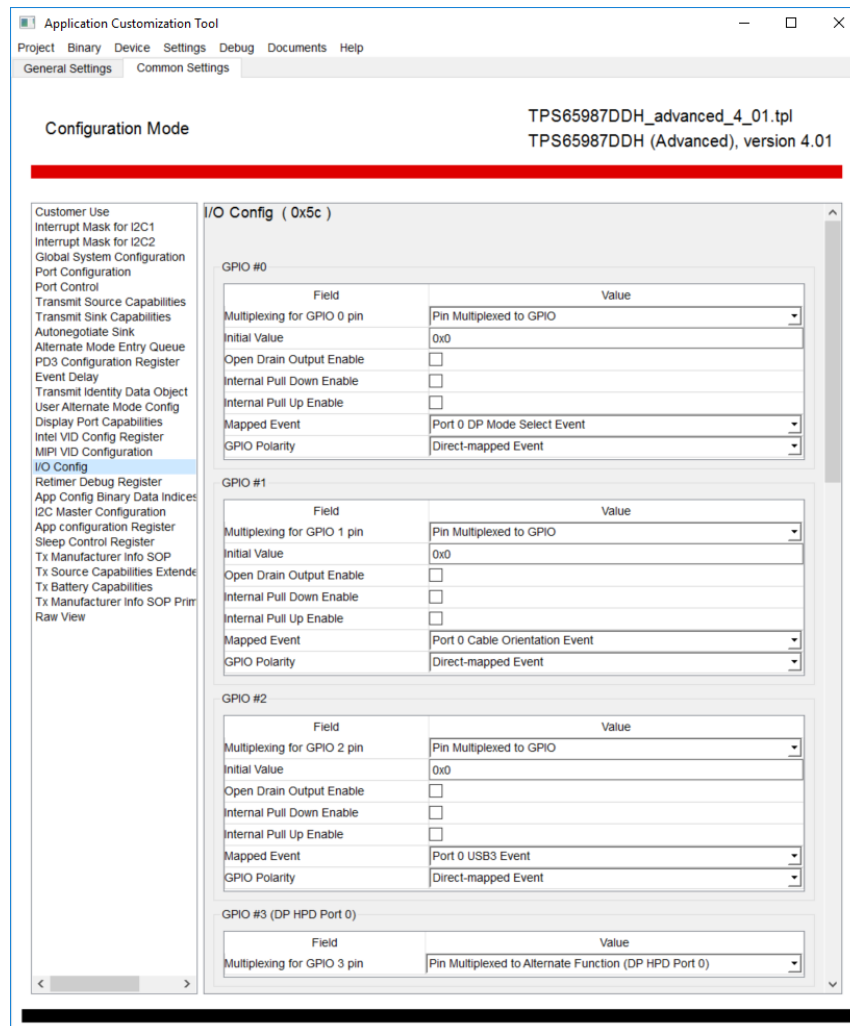 Application Customization Tool
Project Binary Device Settings Debug Documents Help
General Settings Common Settings
Configuration Mode
TPS65987DDH_advanced_4_01.tpl
TPS65987DDH (Advanced), version 4.01
Customer Use
Interrupt Mask for I2C1
Interrupt Mask for I2C2
Global System Configuration
Port Configuration
Port Control
Transmit Source Capabilities
Transmit Sink Capabilities
Autonegotiate Sink
Alternate Mode Entry Queue
PD3 Configuration Register
Event Delay
Transmit Identity Data Object
User Alternate Mode Config
Display Port Capabilities
Intel VID Config Register
MIPI VID Configuration
I/O Config
Retimer Debug Register
App Config Binary Data Indices
I2C Master Configuration
App configuration Register
Sleep Control Register
Tx Manufacturer Info SOP
Tx Source Capabilities Extende
Tx Battery Capabilities
Tx Manufacturer Info SOP Prim
Raw View
I/O Config ( 0x5c )
GPIO #0
Field Value
Multiplexing for GPIO 0 pin Pin Multiplexed to GPIO
Initial Value 0x0
Open Drain Output Enable
Internal Pull Down Enable
Internal Pull Up Enable
Mapped Event Port 0 DP Mode Select Event
GPIO Polarity Direct-mapped Event
GPIO #1
Field Value
Multiplexing for GPIO 1 pin Pin Multiplexed to GPIO
Initial Value 0x0
Open Drain Output Enable
Internal Pull Down Enable
Internal Pull Up Enable
Mapped Event Port 0 Cable Orientation Event
GPIO Polarity Direct-mapped Event
GPIO #2
Field Value
Multiplexing for GPIO 2 pin Pin Multiplexed to GPIO
Initial Value 0x0
Open Drain Output Enable
Internal Pull Down Enable
Internal Pull Up Enable
Mapped Event Port 0 USB3 Event
GPIO Polarity Direct-mapped Event
GPIO #3 (DP HPD Port 0)
Field Value
Multiplexing for GPIO 3 pin Pin Multiplexed to Alternate Function (DP HPD Port 0)